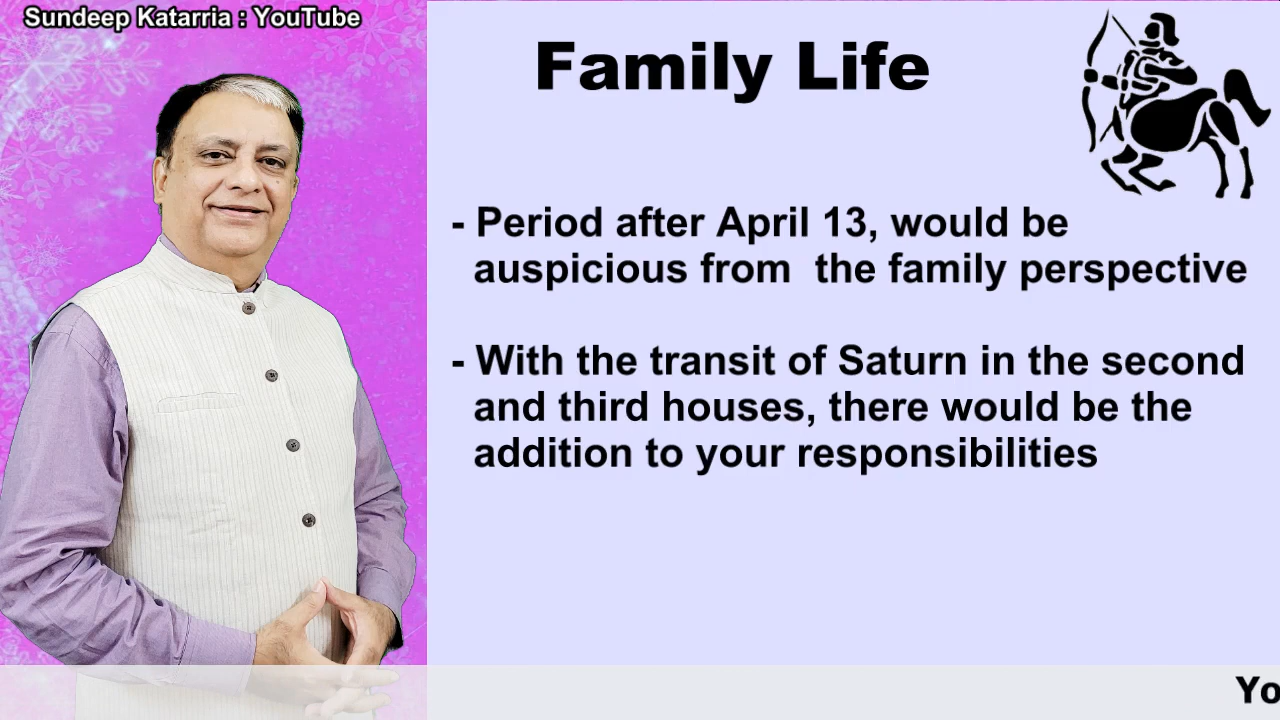 Sundeep Katarria : YouTube
Family Life
- Period after April 13, would be
auspicious from  the family perspective
- With the transit of Saturn in the second
and third houses, there would be the
addition to your responsibilities